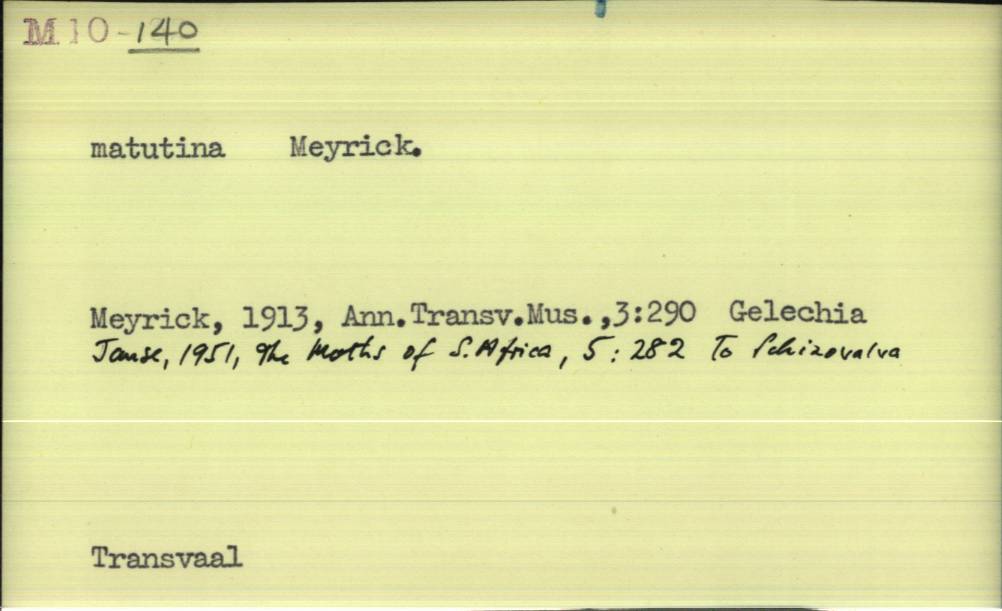 M10-140
matutina Meyrick.
Meyrick, 1913, Ann.Transv.Mus.,3:290 Gelechia
Janse, 1951, The Moths of S. Africa, 5: 282 To Schizovalva
Transvaal